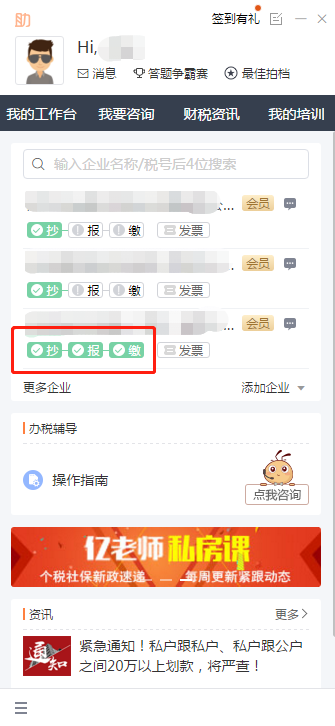 助
签到有礼
Hi,
消息 答题争霸赛 最佳拍档
我的工作台 我要咨询 财税资讯 我的培训
输入企业名称/税号后4位搜索
... 会员
抄 报 缴 发票
. 会员
抄 报 缴 发票
... 会员
抄 报 缴 发票
更多企业 添加企业
办税辅导
操作指南
点我咨询
亿老师 私房课
个税社保新政速递 每周更新紧跟动态
资讯 更多
通知
紧急通知！私户跟私户、私户跟公户
之间20万以上划款，将严查！